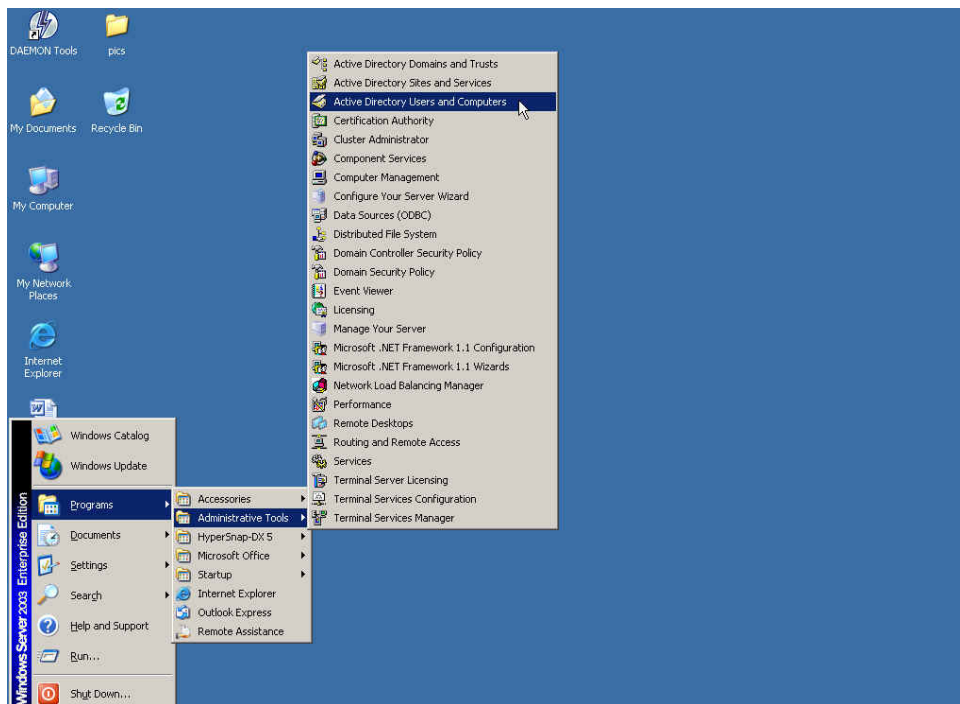 DAEMON Tools
pics
My Documents
Recycle Bin
My Computer
My Network
Places
Internet
Explorer
Active Directory Domains and Trusts
Active Directory Sites and Services
Active Directory Users and Computers
Certification Authority
Cluster Administrator
Component Services
Computer Management
Configure Your Server Wizard
Data Sources (ODBC)
Distributed File System
Domain Controller Security Policy
Domain Security Policy
Event Viewer
Licensing
Manage Your Server
Microsoft .NET Framework 1.1 Configuration
Microsoft .NET Framework 1.1 Wizards
Network Load Balancing Manager
Performance
Remote Desktops
Routing and Remote Access
Services
Terminal Server Licensing
Terminal Services Configuration
Terminal Services Manager
Windows Catalog
Windows Update
Programs
Documents
Settings
Search
Help and Support
Run...
Shut Down...
Windows Server 2003 Enterprise Edition
Accessories
Administrative Tools
HyperSnap-DX 5
Microsoft Office
Startup
Internet Explorer
Outlook Express
Remote Assistance